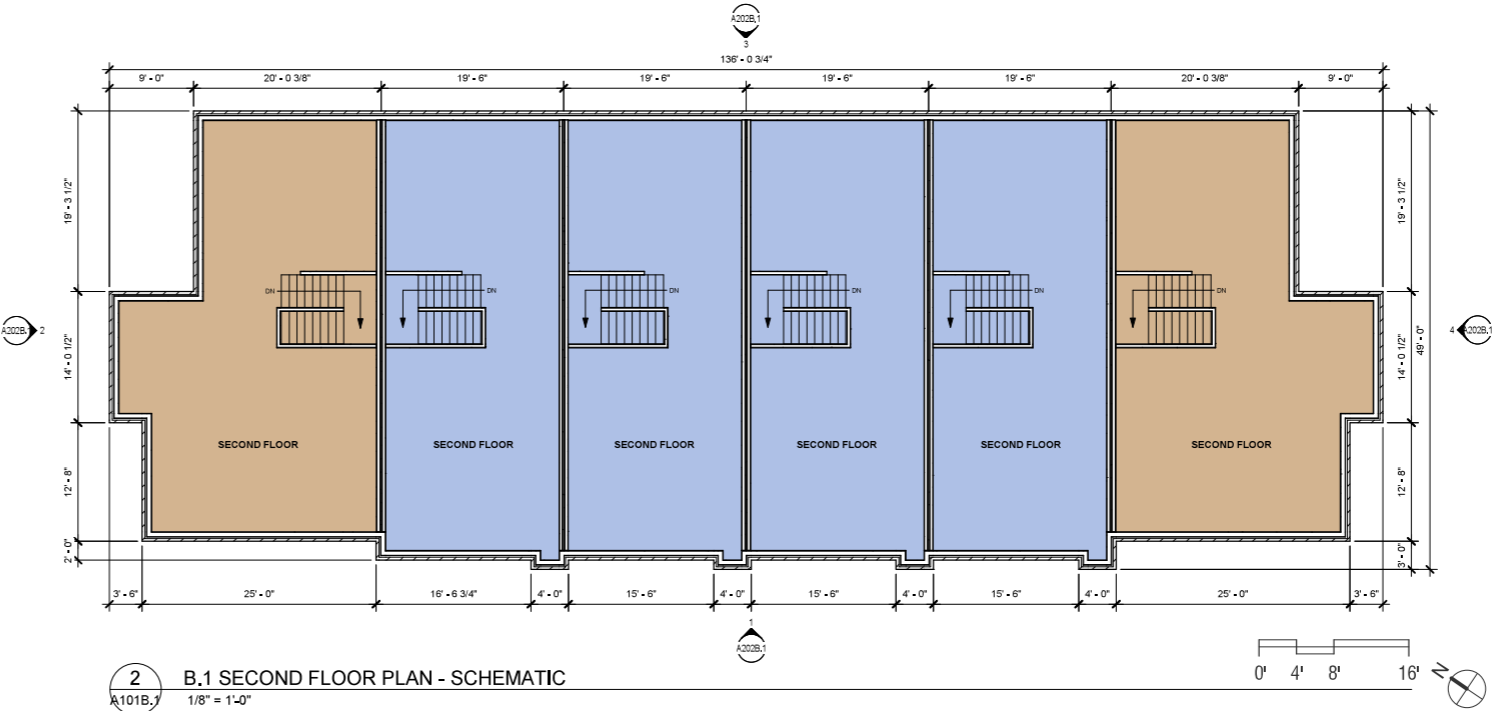 A202B.1
3
136' - 0 3/4"
9' - 0" 20' - 0 3/8" 19' - 6" 19' - 6" 19' - 6" 19' - 6" 20' - 0 3/8" 9' - 0"
19' - 3 1/2" 19' - 3 1/2"
DN DN DN DN DN DN
A202B.1 2
14' - 0 1/2" 14' - 0 1/2" 49' - 0"
4 A202B.1
SECOND FLOOR SECOND FLOOR SECOND FLOOR SECOND FLOOR SECOND FLOOR SECOND FLOOR
12' - 8" 12' - 8"
2' - 0" 3' - 0"
3' - 6" 25' - 0" 16' - 6 3/4" 4' - 0" 15' - 6" 4' - 0" 15' - 6" 4' - 0" 15' - 6" 4' - 0" 25' - 0" 3' - 6"
1
A202B.1
2 B.1 SECOND FLOOR PLAN - SCHEMATIC
A101B.1 1/8" = 1'-0"
0' 4' 8' 16'
N